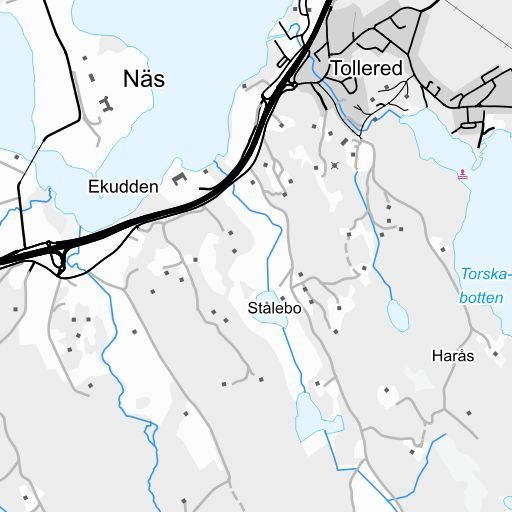 Tollered
Näs
Ekudden
Torska-
botten
Stålebo
Harås